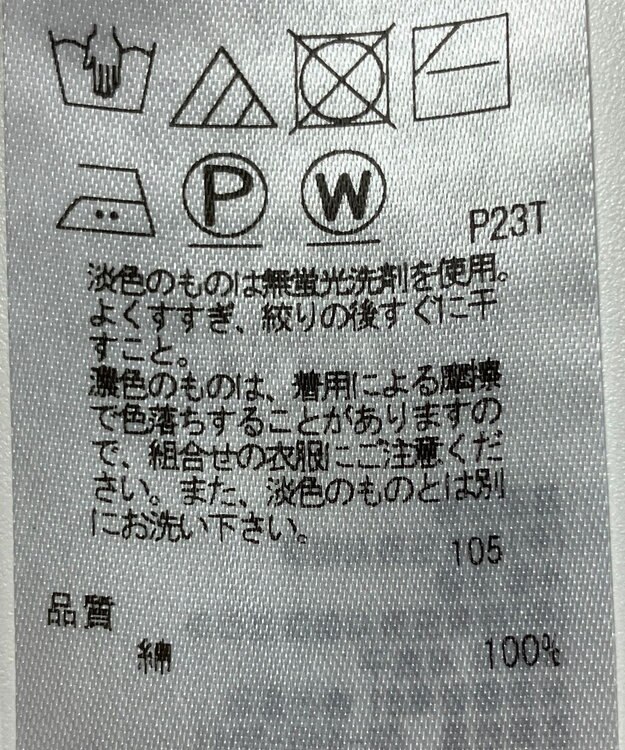 P W
P23T
淡色のものは無蛍光洗剤を使用。
よくすすぎ、絞りの後すぐに干
すこと。
濃色のものは、着用による摩擦
で色落ちすることがありますの
で、組合せの衣服にご注意くだ
さい。また、淡色のものとは別
にお洗い下さい。
105
品質
綿 100%